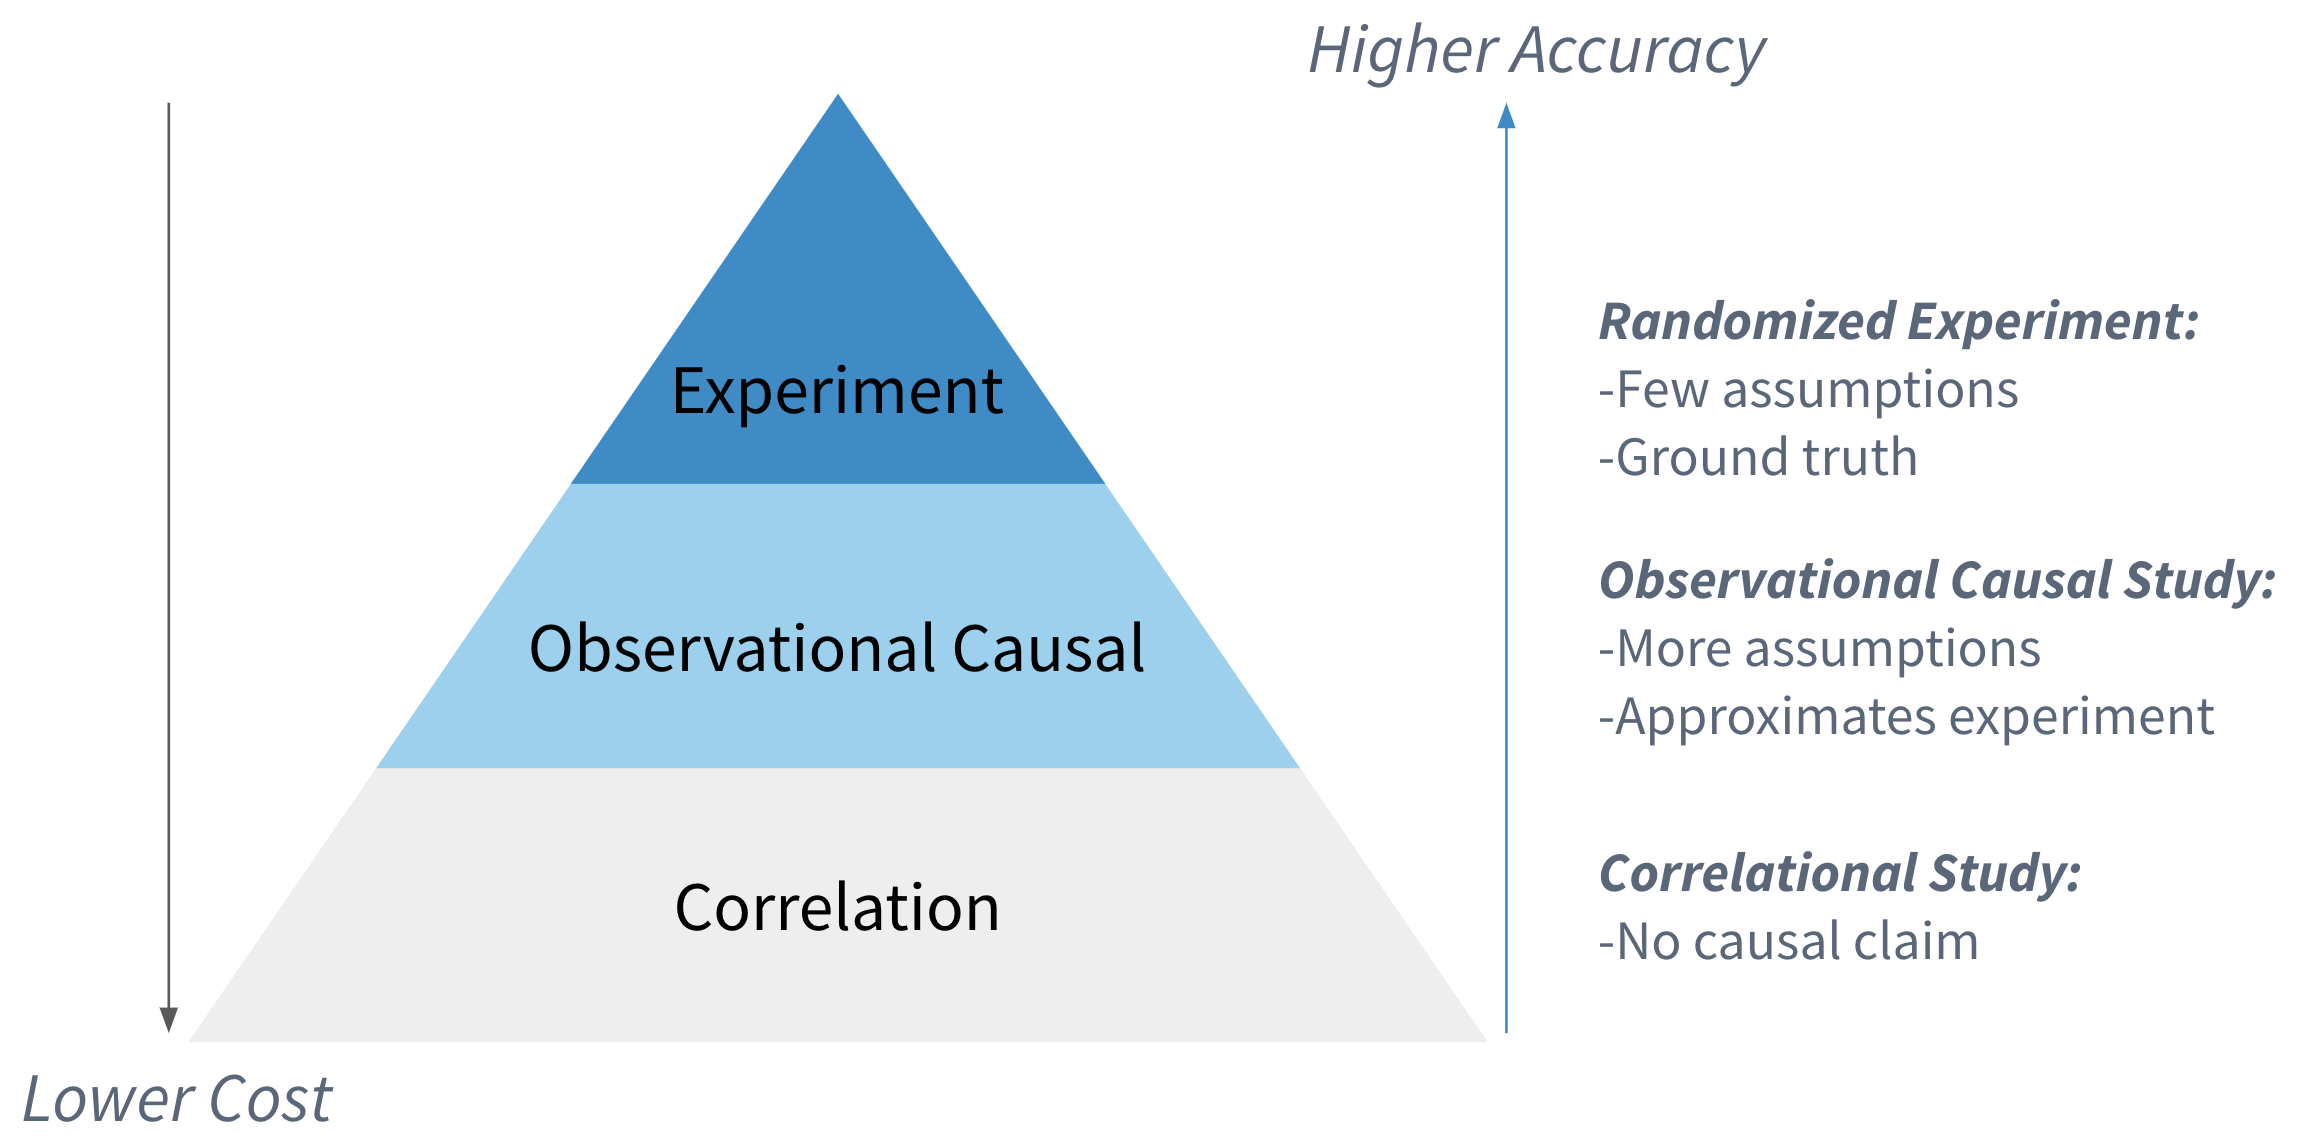 Higher Accuracy
Experiment
Observational Causal
Correlation
Lower Cost
Randomized Experiment:
-Few assumptions
-Ground truth
Observational Causal Study:
-More assumptions
-Approximates experiment
Correlational Study:
-No causal claim